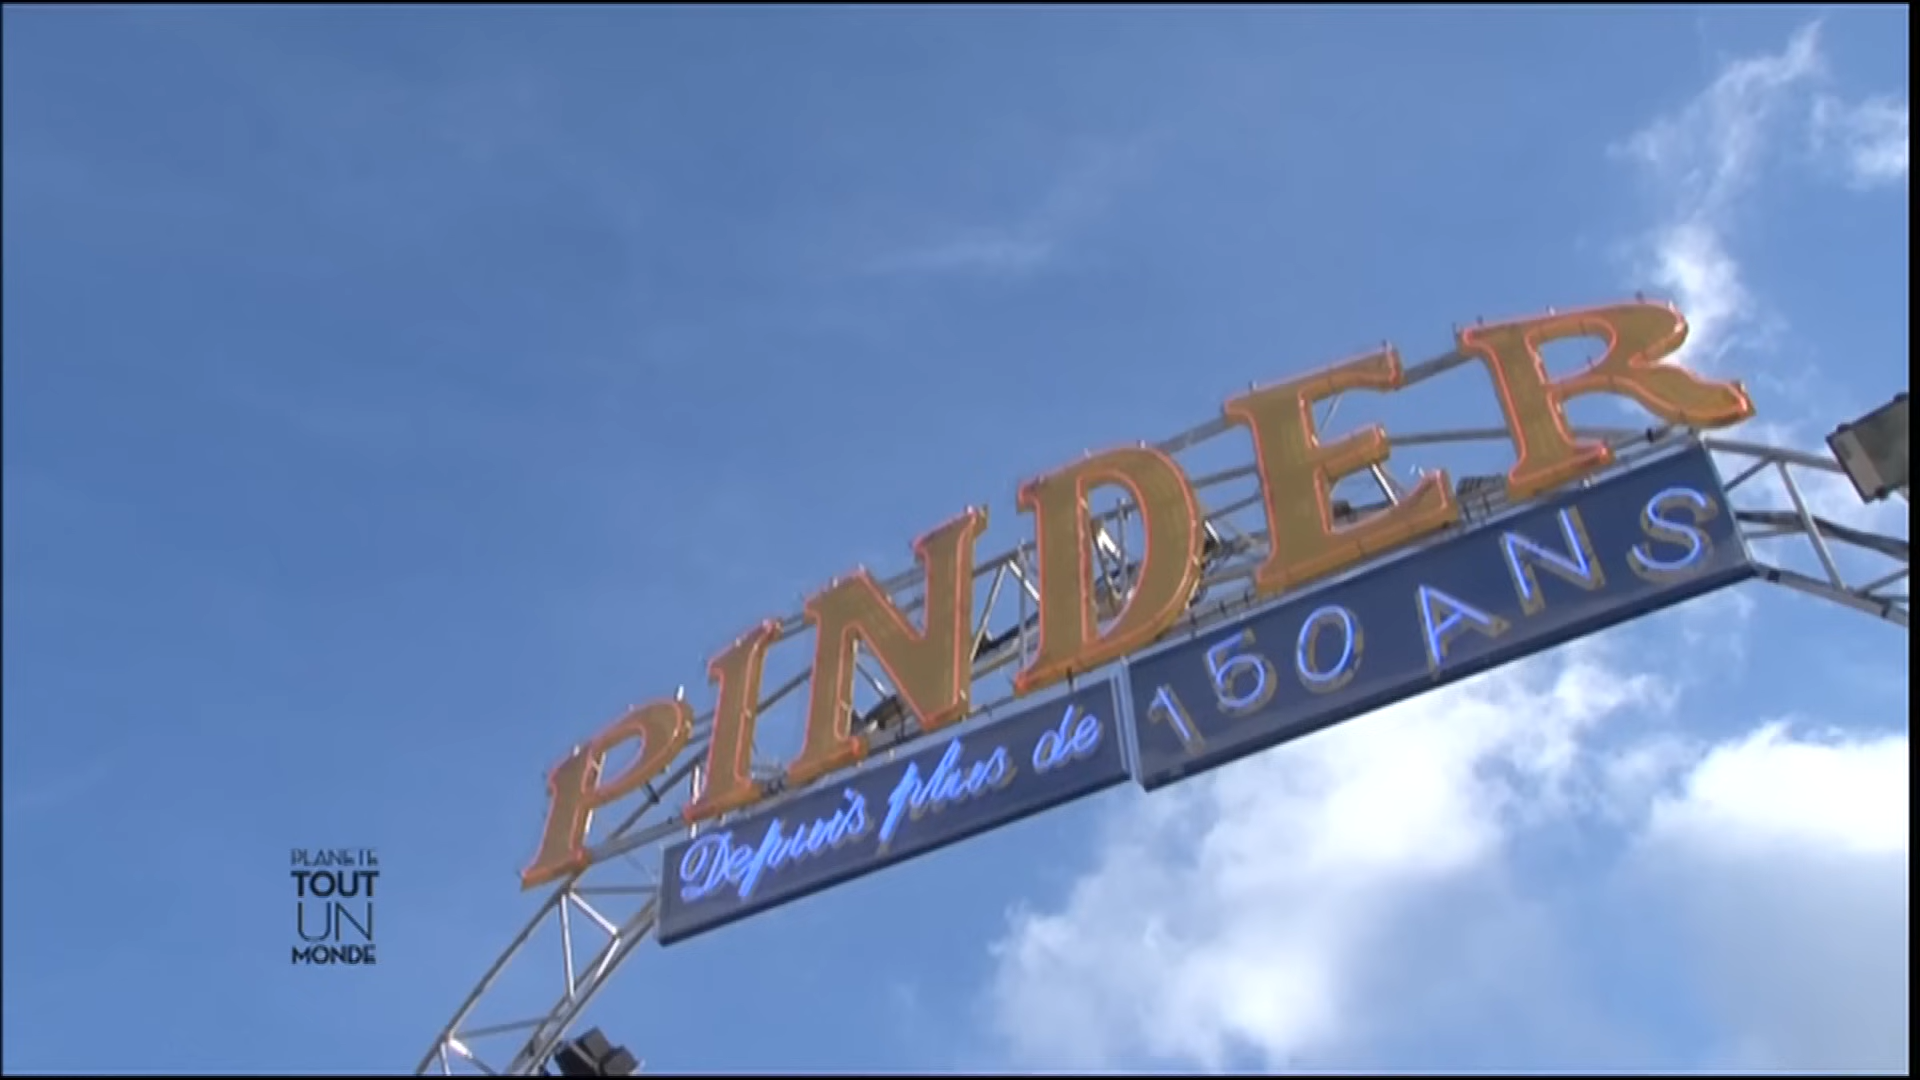 PINDER
Depuis plus de 150 ANS
PLANETE
TOUT
UN
MONDE